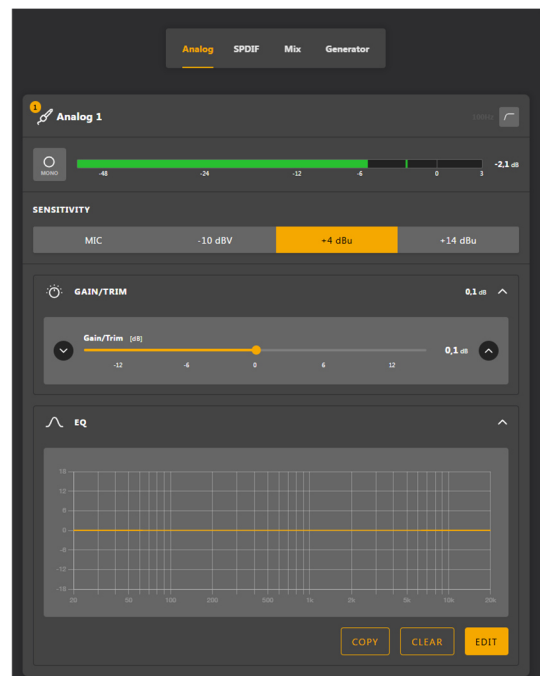 Analog SPDIF Mix Generator
1
Analog 1
MONO
-48 -24 -12 -6 0 3
-2,1 dB
SENSITIVITY
MIC -10 dBV +4 dBu +14 dBu
GAIN/TRIM 0,1 dB
Gain/Trim [dB]
0,1 dB
-12 -6 0 6 12
EQ
18
12
6
0
-6
-12
-18
20 50 100 200 500 1k 2k 5k 10k 20k
COPY CLEAR EDIT